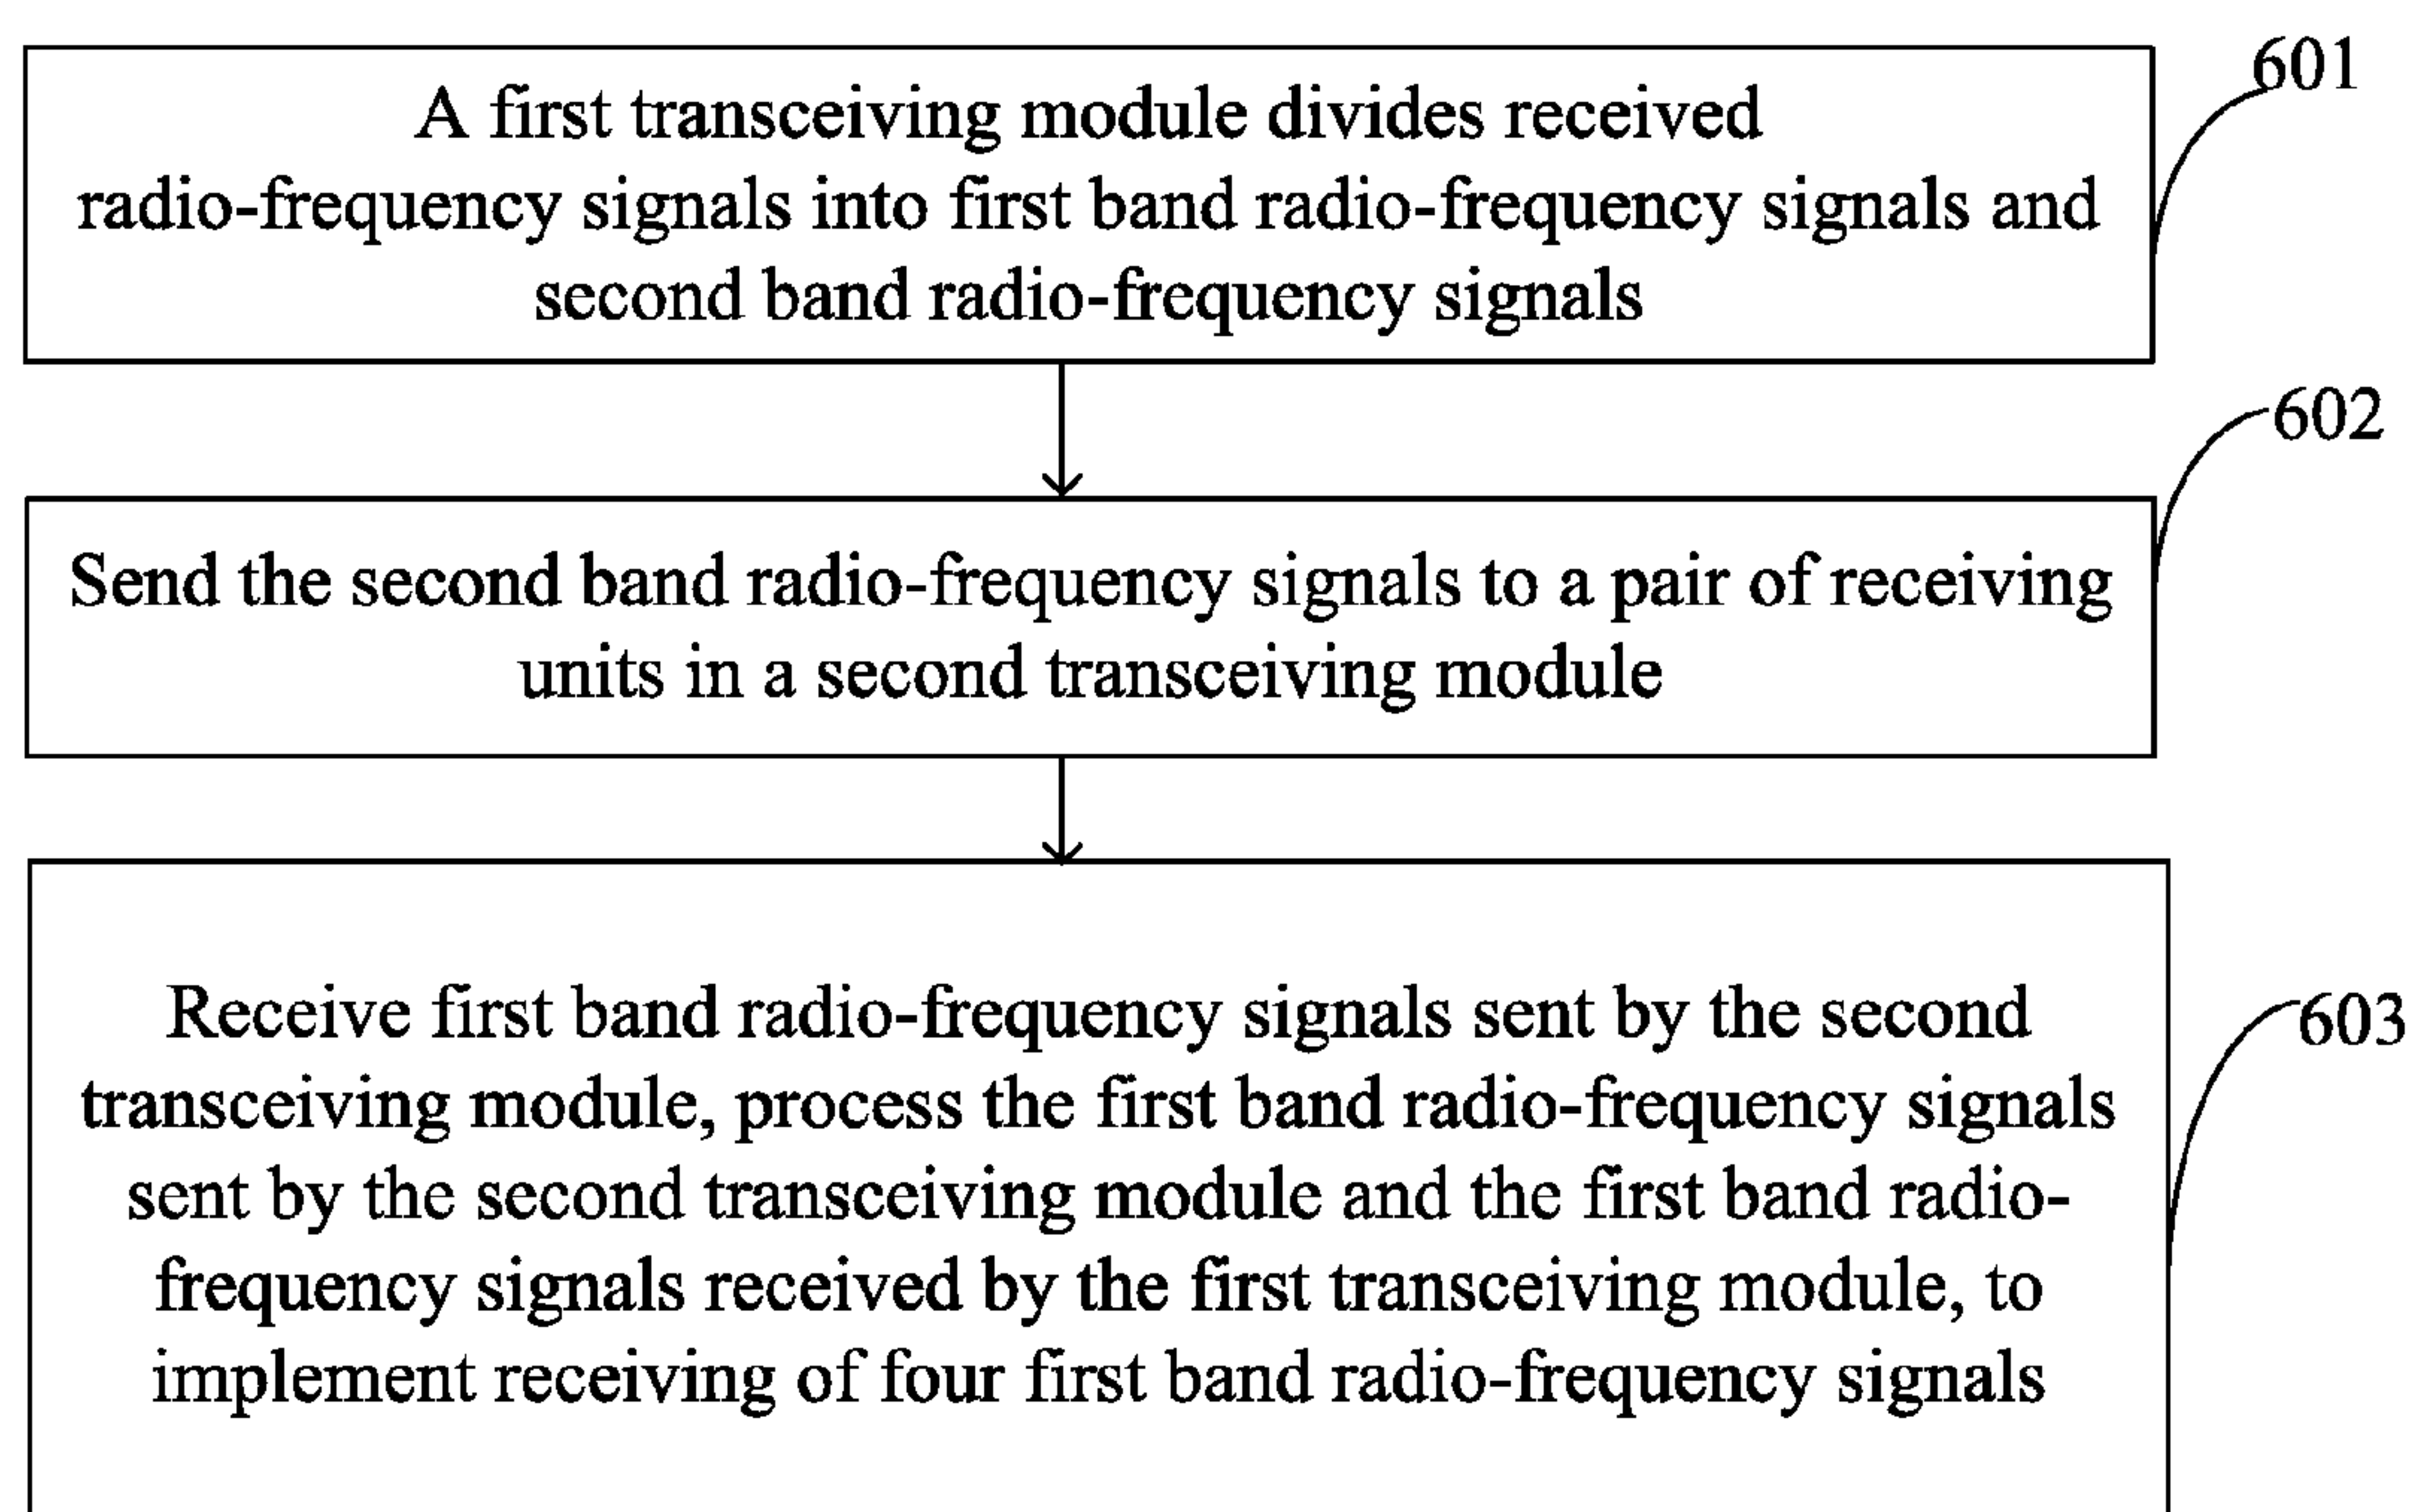 601
A first transceiving module divides received
radio-frequency signals into first band radio-frequency signals and
second band radio-frequency signals
602
Send the second band radio-frequency signals to a pair of receiving
units in a second transceiving module
603
Receive first band radio-frequency signals sent by the second
transceiving module, process the first band radio-frequency signals
sent by the second transceiving module and the first band radio-
frequency signals received by the first transceiving module, to
implement receiving of four first band radio-frequency signals